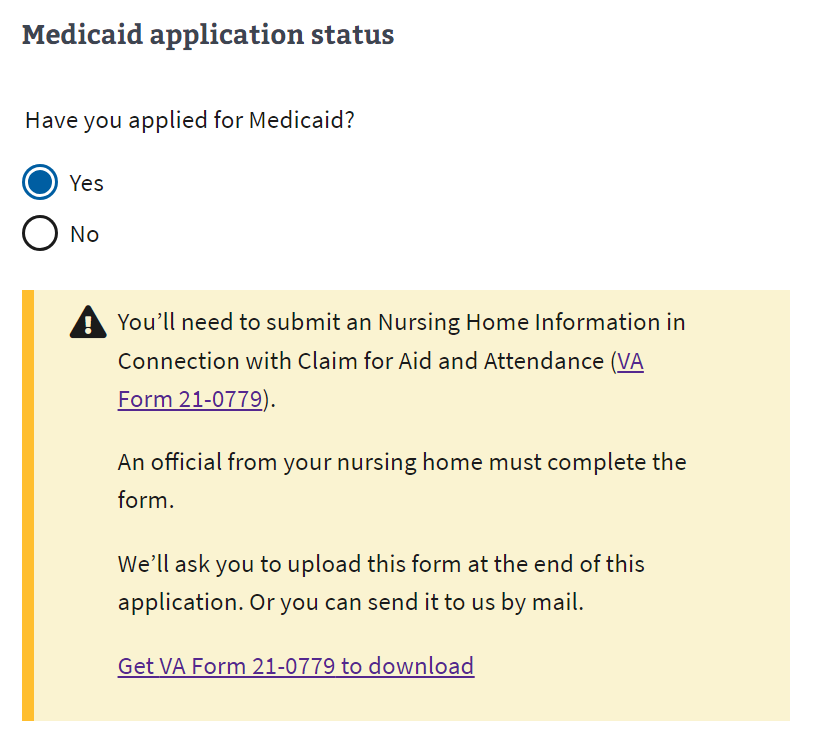 Medicaid application status
Have you applied for Medicaid?
Yes
No
You’ll need to submit an Nursing Home Information in
Connection with Claim for Aid and Attendance (VA
Form 21-0779).
An official from your nursing home must complete the
form.
We’ll ask you to upload this form at the end of this
application. Or you can send it to us by mail.
Get VA Form 21-0779 to download